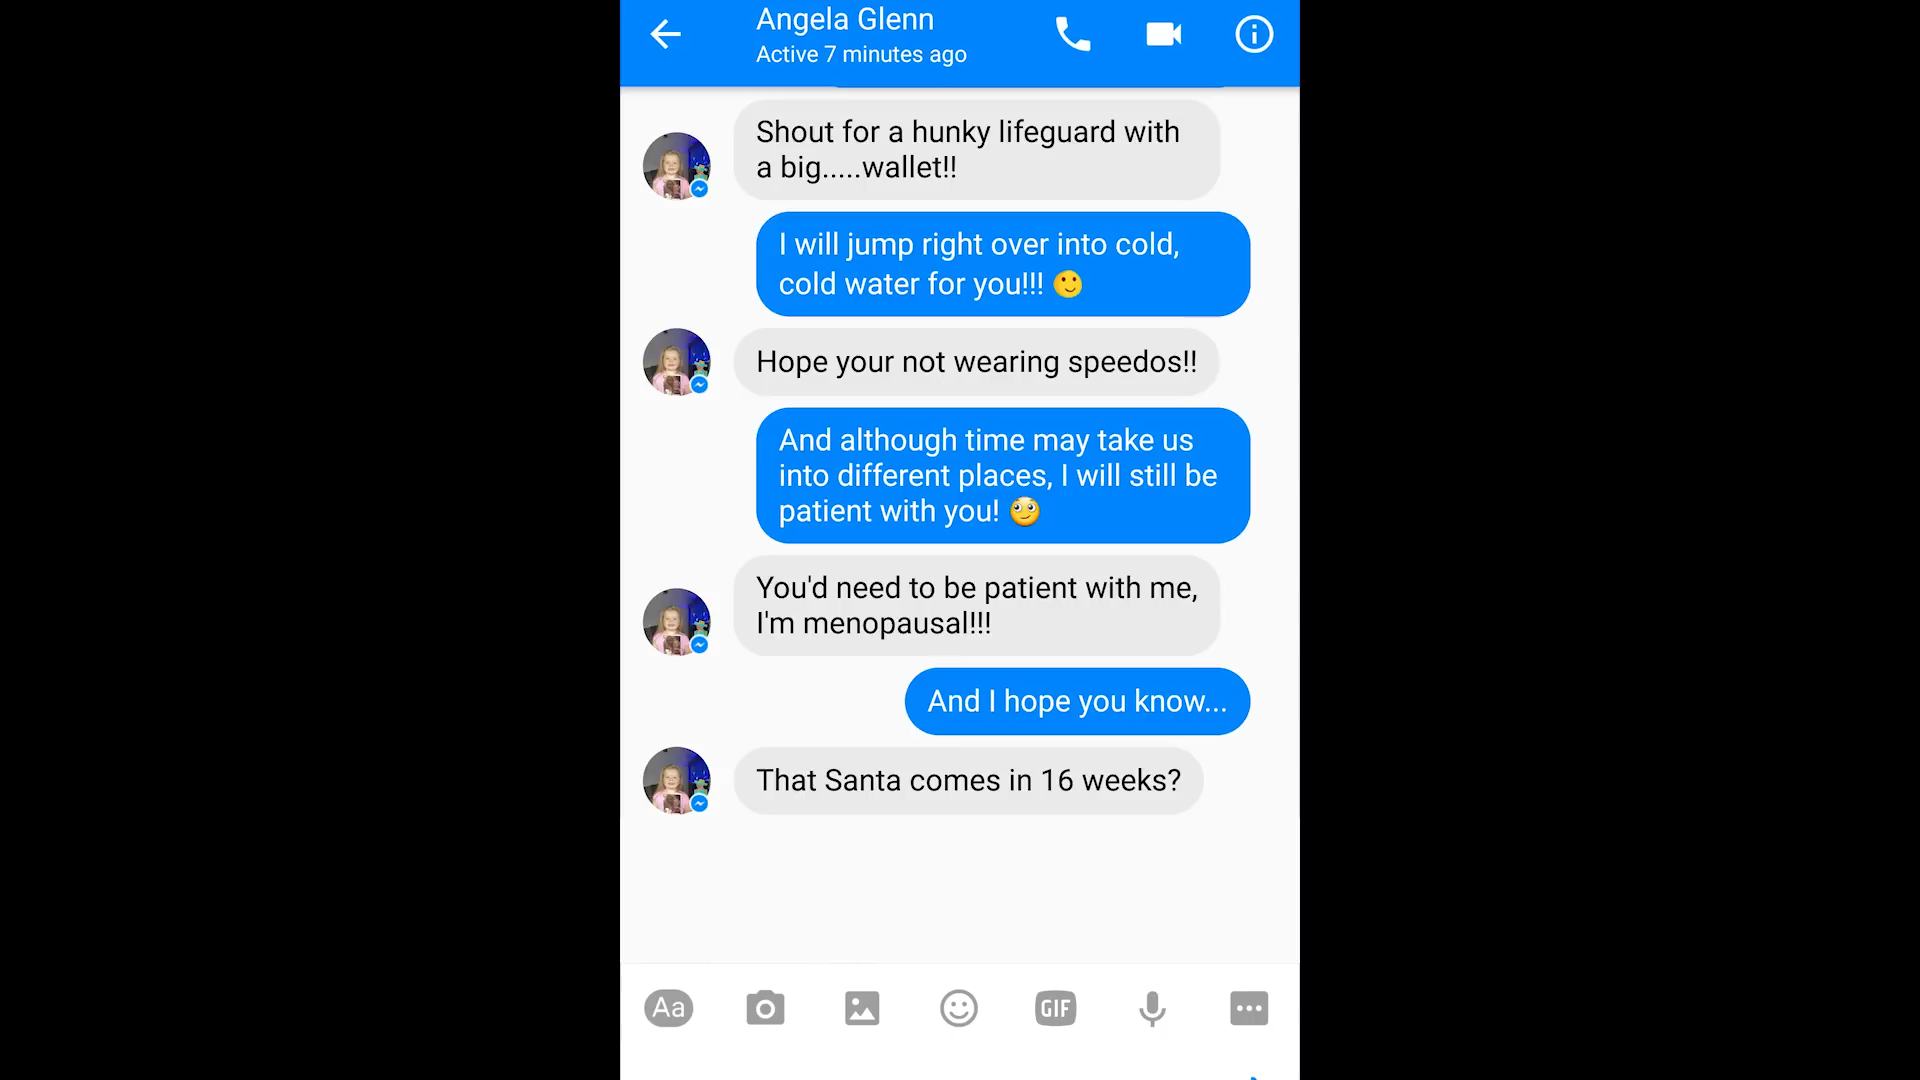 Angela Glenn
Active 7 minutes ago
Shout for a hunky lifeguard with
a big.....wallet!!
I will jump right over into cold,
cold water for you!!! 🙂
Hope your not wearing speedos!!
And although time may take us
into different places, I will still be
patient with you! 🙄
You'd need to be patient with me,
I'm menopausal!!!
And I hope you know...
That Santa comes in 16 weeks?
Aa
GIF